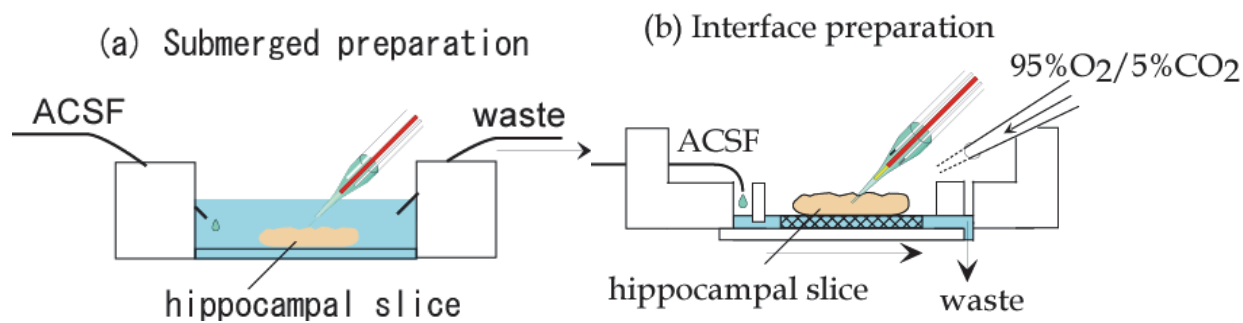 (a) Submerged preparation
ACSF
waste
hippocampal slice
(b) Interface preparation
95%O2/5%CO2
ACSF
hippocampal slice
waste